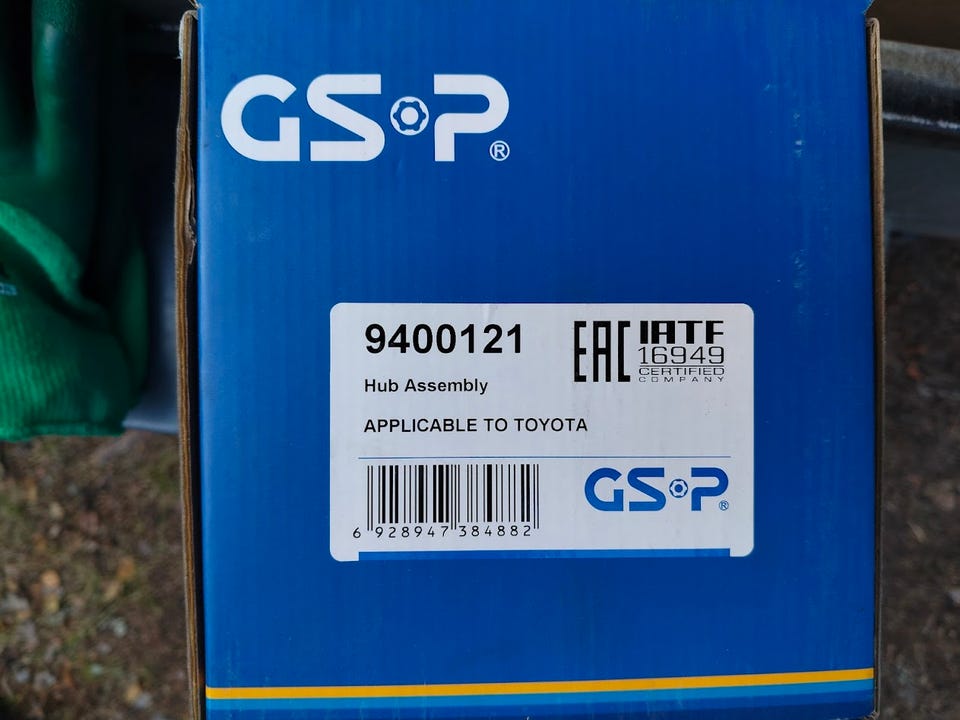 GSP®
9400121
EAC
IATF
16949
CERTIFIED
COMPANY
Hub Assembly
APPLICABLE TO TOYOTA
6 928947 384882
GSP®